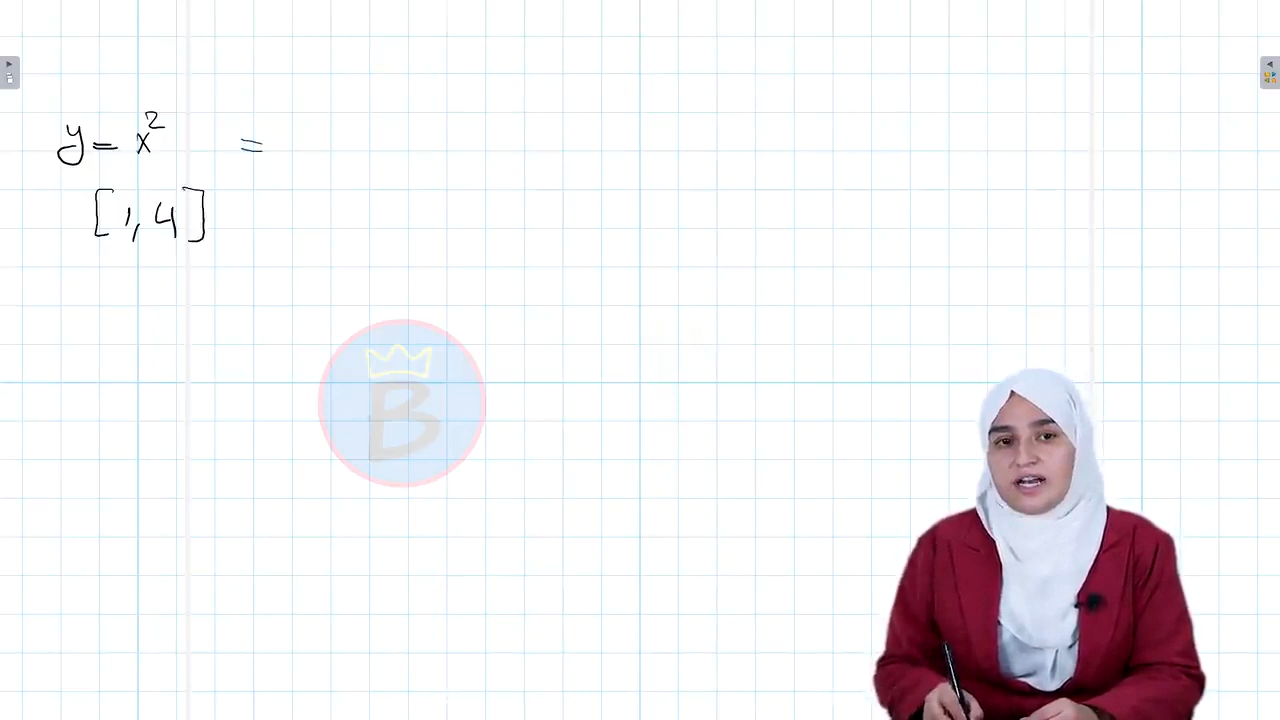 y = x² =
[1, 4]
B